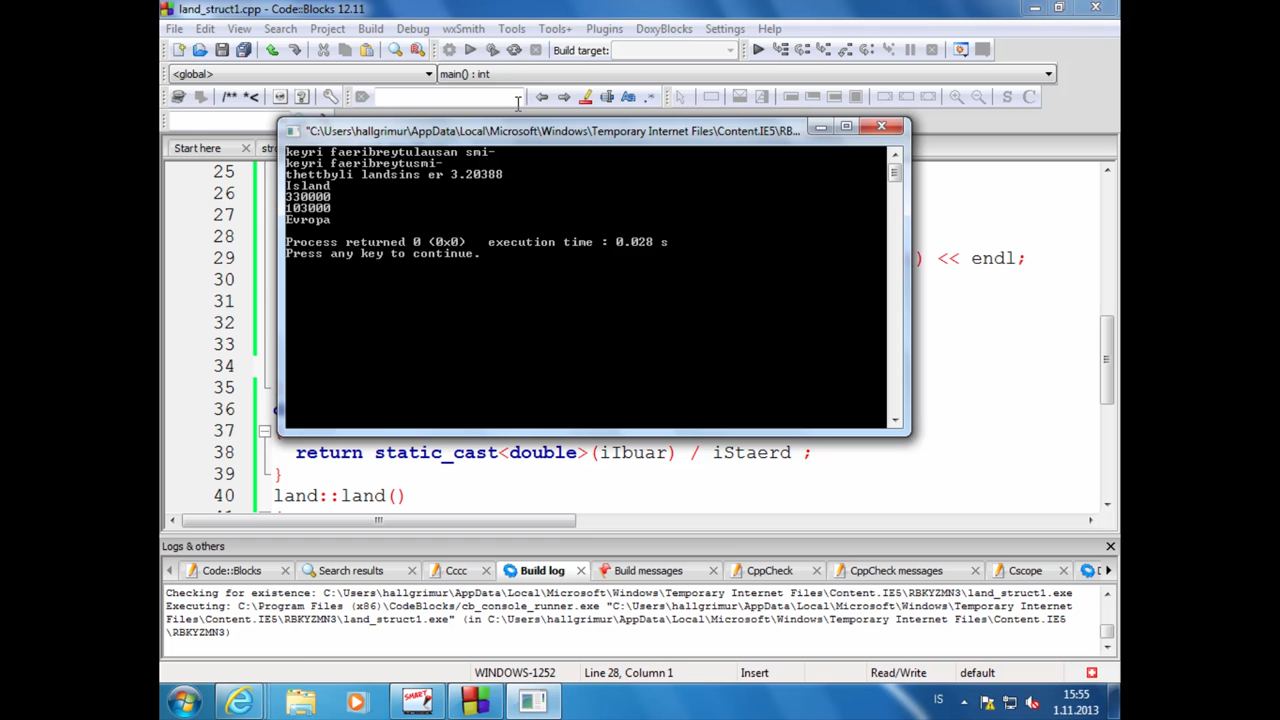 land_struct1.cpp - Code::Blocks 12.11
File Edit View Search Project Build Debug wxSmith Tools Tools+ Plugins DoxyBlocks Settings Help
Build target:
<global> main() : int
/** *<
Start here
"C:\Users\hallgrimur\AppData\Local\Microsoft\Windows\Temporary Internet Files\Content.IE5\RB...
keyri faeribreytulausan smi-
keyri faeribreytusmi-
thettbyli landsins er 3.20388
Island
330000
103000
Evropa
Process returned 0 (0x0) execution time : 0.028 s
Press any key to continue.
25
26
27
28
29 ) << endl;
30
31
32
33
34
35
36
37
38 return static_cast<double>(iIbuar) / iStaerd ;
39 }
40 land::land()
Logs & others
Code::Blocks Search results Cccc Build log Build messages CppCheck CppCheck messages Cscope
Checking for existence: C:\Users\hallgrimur\AppData\Local\Microsoft\Windows\Temporary Internet Files\Content.IE5\RBKYZMN3\land_struct1.exe
Executing: C:\Program Files (x86)\CodeBlocks/cb_console_runner.exe "C:\Users\hallgrimur\AppData\Local\Microsoft\Windows\Temporary Internet
Files\Content.IE5\RBKYZMN3\land_struct1.exe" (in C:\Users\hallgrimur\AppData\Local\Microsoft\Windows\Temporary Internet Files\Content.IE5
\RBKYZMN3)
WINDOWS-1252 Line 28, Column 1 Insert Read/Write default
SMART
IS 15:55
1.11.2013